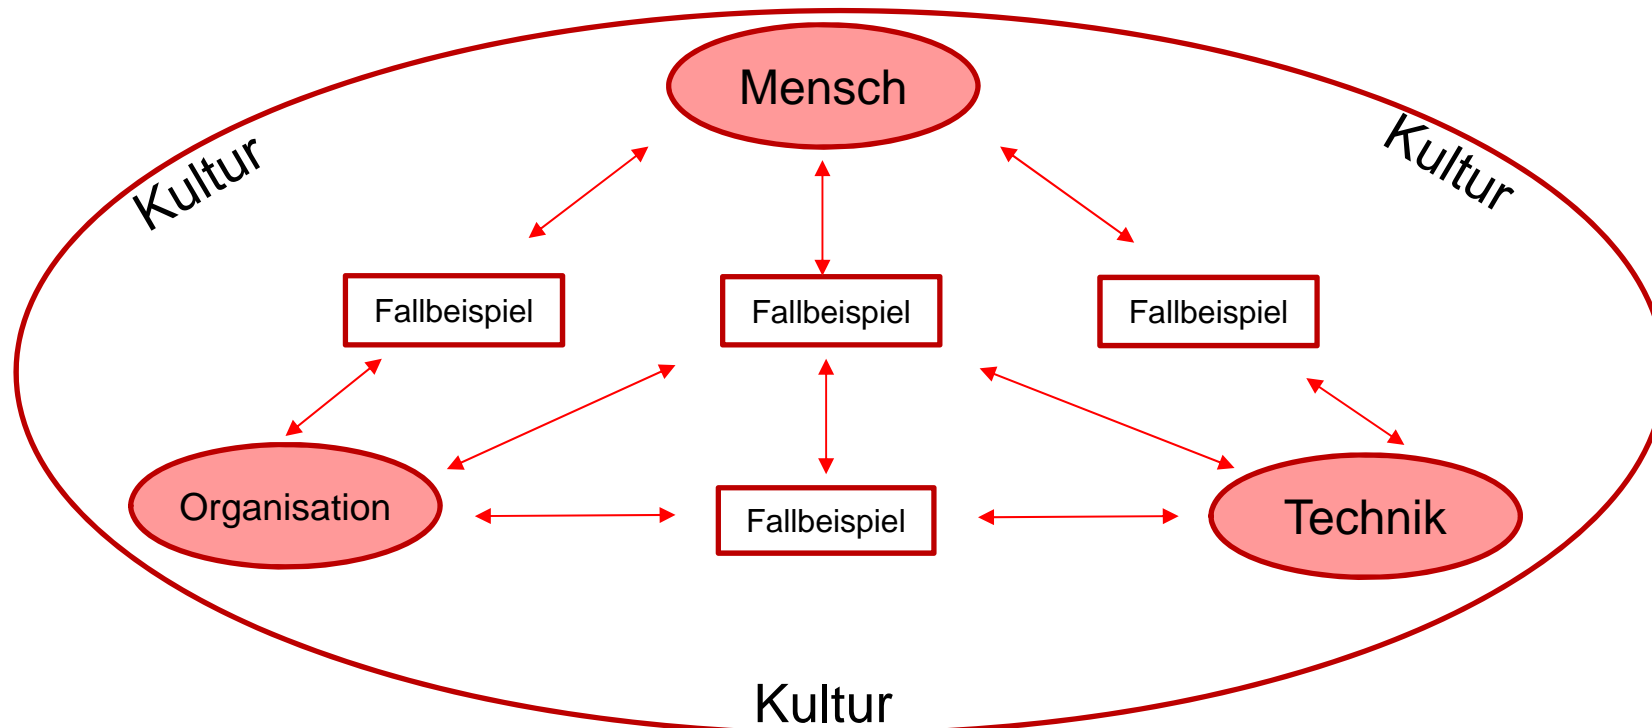 Mensch
Kultur
Kultur
Fallbeispiel
Fallbeispiel
Fallbeispiel
Organisation
Fallbeispiel
Technik
Kultur